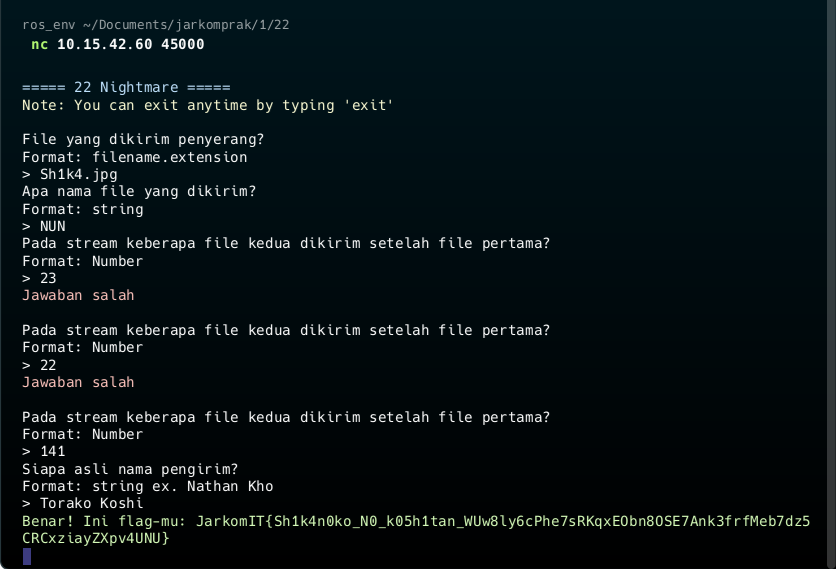 ros_env ~/Documents/jarkomprak/1/22
nc 10.15.42.60 45000
===== 22 Nightmare =====
Note: You can exit anytime by typing 'exit'
File yang dikirim penyerang?
Format: filename.extension
> Sh1k4.jpg
Apa nama file yang dikirim?
Format: string
> NUN
Pada stream keberapa file kedua dikirim setelah file pertama?
Format: Number
> 23
Jawaban salah
Pada stream keberapa file kedua dikirim setelah file pertama?
Format: Number
> 22
Jawaban salah
Pada stream keberapa file kedua dikirim setelah file pertama?
Format: Number
> 141
Siapa asli nama pengirim?
Format: string ex. Nathan Kho
> Torako Koshi
Benar! Ini flag-mu: JarkomIT{Sh1k4n0ko_N0_k05h1tan_WUw8ly6cPhe7sRKqxEObn8OSE7Ank3frfMeb7dz5
CRCxziayZXpv4UNU}